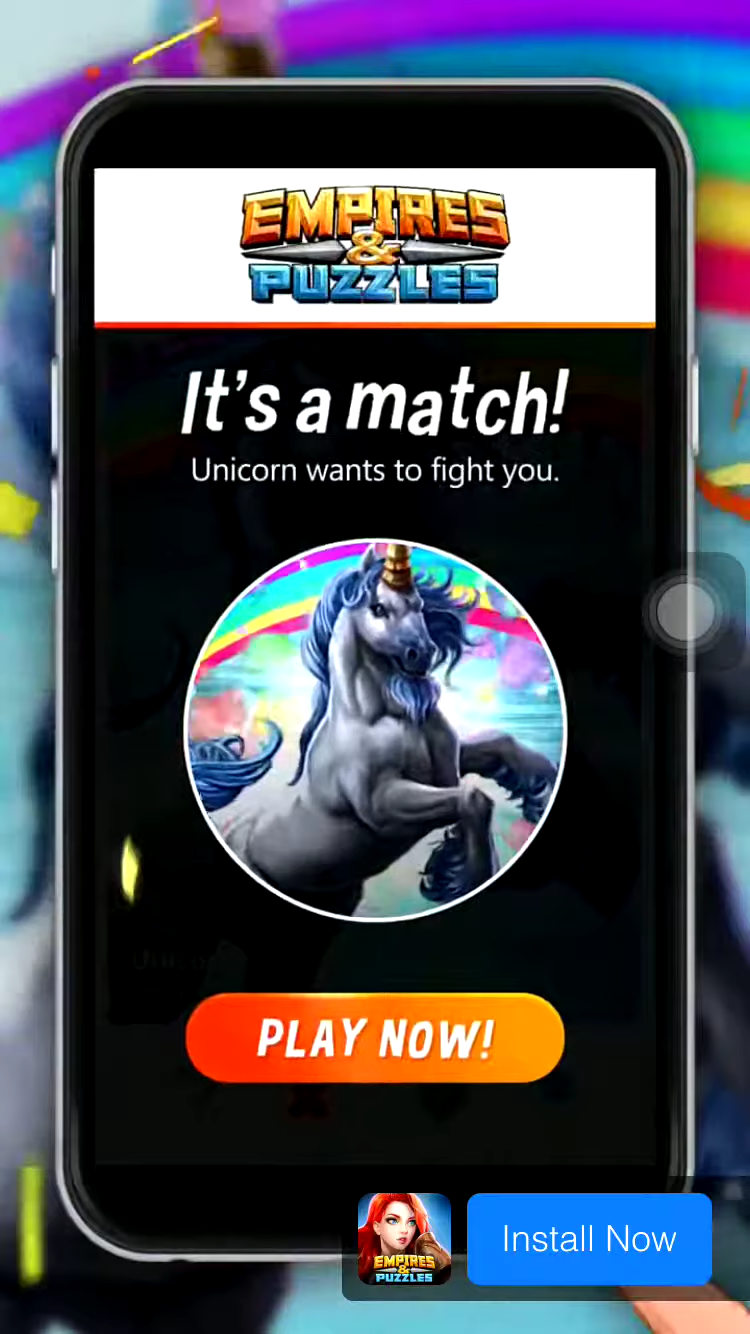 EMPIRES
&
PUZZLES
It's a match!
Unicorn wants to fight you.
PLAY NOW!
EMPIRES
&
PUZZLES
Install Now